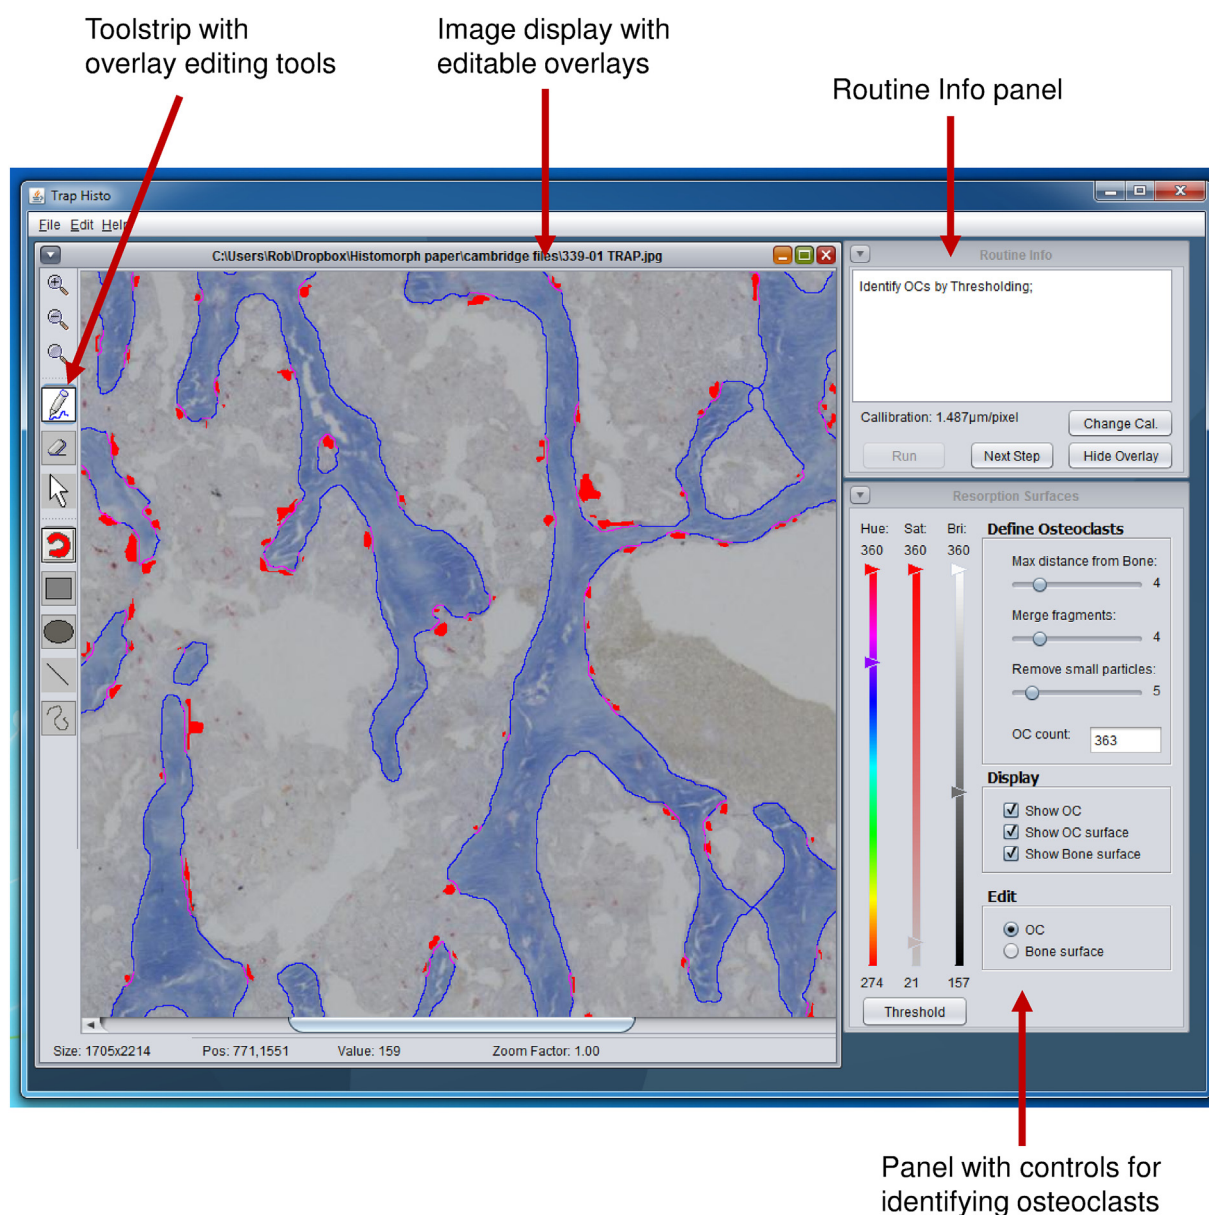 Toolstrip with
overlay editing tools
Image display with
editable overlays
Routine Info panel
Trap Histo
File Edit Help
C:\Users\Rob\Dropbox\Histomorph paper\cambridge files\339-01 TRAP.jpg
Routine Info
Identify OCs by Thresholding;
Callibration: 1.487µm/pixel
Change Cal.
Run
Next Step
Hide Overlay
Resorption Surfaces
Hue: Sat: Bri:
360 360 360
Define Osteoclasts
Max distance from Bone:
4
Merge fragments:
4
Remove small particles:
5
OC count: 363
Display
Show OC
Show OC surface
Show Bone surface
Edit
OC
Bone surface
274 21 157
Threshold
Size: 1705x2214 Pos: 771,1551 Value: 159 Zoom Factor: 1.00
Panel with controls for
identifying osteoclasts